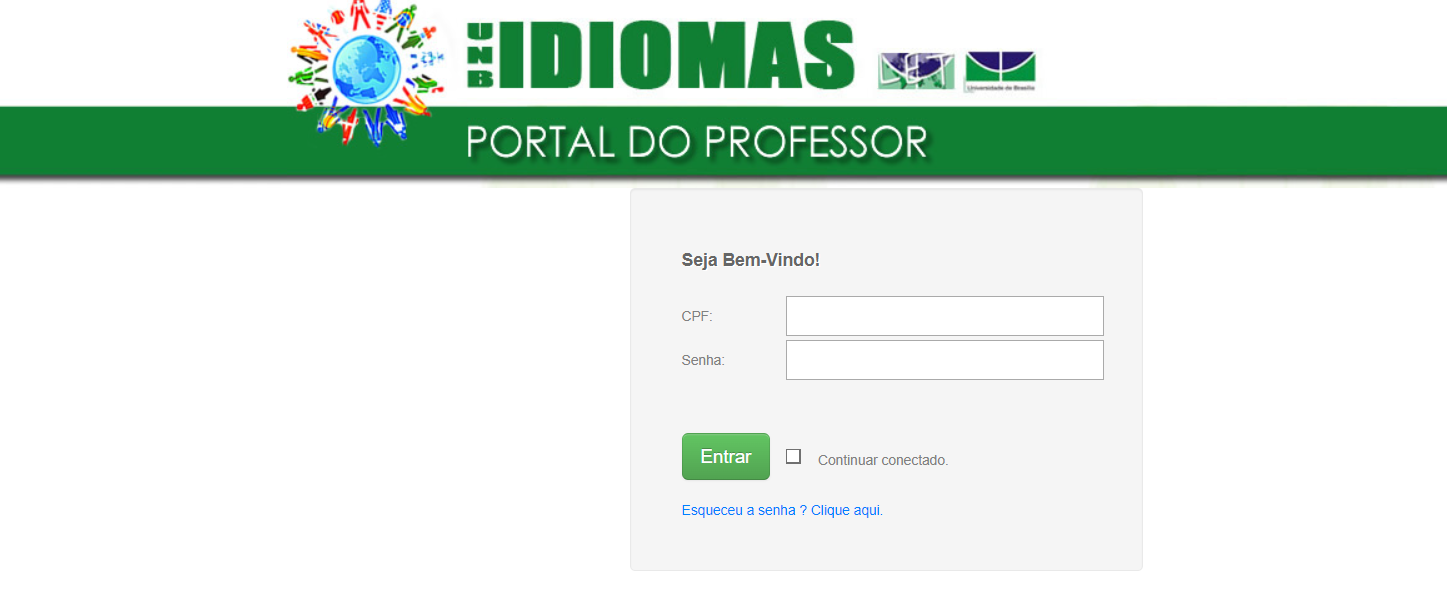 UNB IDIOMAS
LET
Universidade de Brasília
PORTAL DO PROFESSOR
Seja Bem-Vindo!
CPF:
Senha:
Entrar
Continuar conectado.
Esqueceu a senha ? Clique aqui.